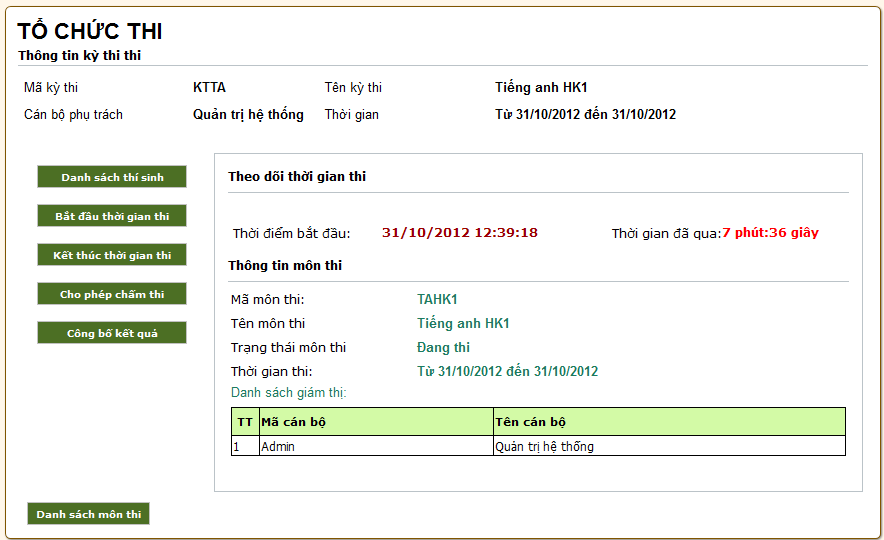 TỔ CHỨC THI
Thông tin kỳ thi thi
Mã kỳ thi KTTA Tên kỳ thi Tiếng anh HK1
Cán bộ phụ trách Quản trị hệ thống Thời gian Từ 31/10/2012 đến 31/10/2012
Danh sách thí sinh
Bắt đầu thời gian thi
Kết thúc thời gian thi
Cho phép chấm thi
Công bố kết quả
Theo dõi thời gian thi
Thời điểm bắt đầu: 31/10/2012 12:39:18 Thời gian đã qua:7 phút:36 giây
Thông tin môn thi
Mã môn thi: TAHK1
Tên môn thi Tiếng anh HK1
Trạng thái môn thi Đang thi
Thời gian thi: Từ 31/10/2012 đến 31/10/2012
Danh sách giám thị:
TT Mã cán bộ Tên cán bộ
1 Admin Quản trị hệ thống
Danh sách môn thi